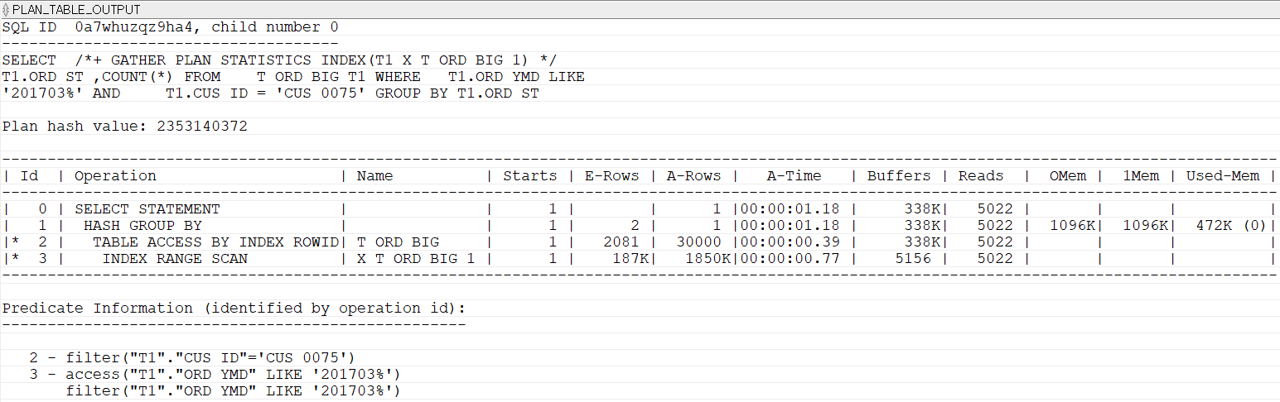 PLAN_TABLE_OUTPUT
SQL ID  0a7whuzqz9ha4, child number 0
-------------------------------------
SELECT  /*+ GATHER PLAN STATISTICS INDEX(T1 X T ORD BIG 1) */
T1.ORD ST ,COUNT(*) FROM    T ORD BIG T1 WHERE   T1.ORD YMD LIKE
'201703%' AND     T1.CUS ID = 'CUS 0075' GROUP BY T1.ORD ST
Plan hash value: 2353140372
-------------------------------------------------------------------------------------------------------------------------------------------
| Id  | Operation                    | Name          | Starts | E-Rows | A-Rows |   A-Time   | Buffers | Reads  |  OMem |  1Mem | Used-Mem |
-------------------------------------------------------------------------------------------------------------------------------------------
|   0 | SELECT STATEMENT             |               |      1 |        |      1 |00:00:01.18 |     338K|   5022 |       |       |          |
|   1 |  HASH GROUP BY               |               |      1 |      2 |      1 |00:00:01.18 |     338K|   5022 |  1096K|  1096K|  472K (0)|
|*  2 |   TABLE ACCESS BY INDEX ROWID| T ORD BIG     |      1 |   2081 |  30000 |00:00:00.39 |     338K|   5022 |       |       |          |
|*  3 |    INDEX RANGE SCAN          | X T ORD BIG 1 |      1 |    187K|   1850K|00:00:00.77 |    5156 |   5022 |       |       |          |
-------------------------------------------------------------------------------------------------------------------------------------------
Predicate Information (identified by operation id):
---------------------------------------------------
   2 - filter("T1"."CUS ID"='CUS 0075')
   3 - access("T1"."ORD YMD" LIKE '201703%')
       filter("T1"."ORD YMD" LIKE '201703%')